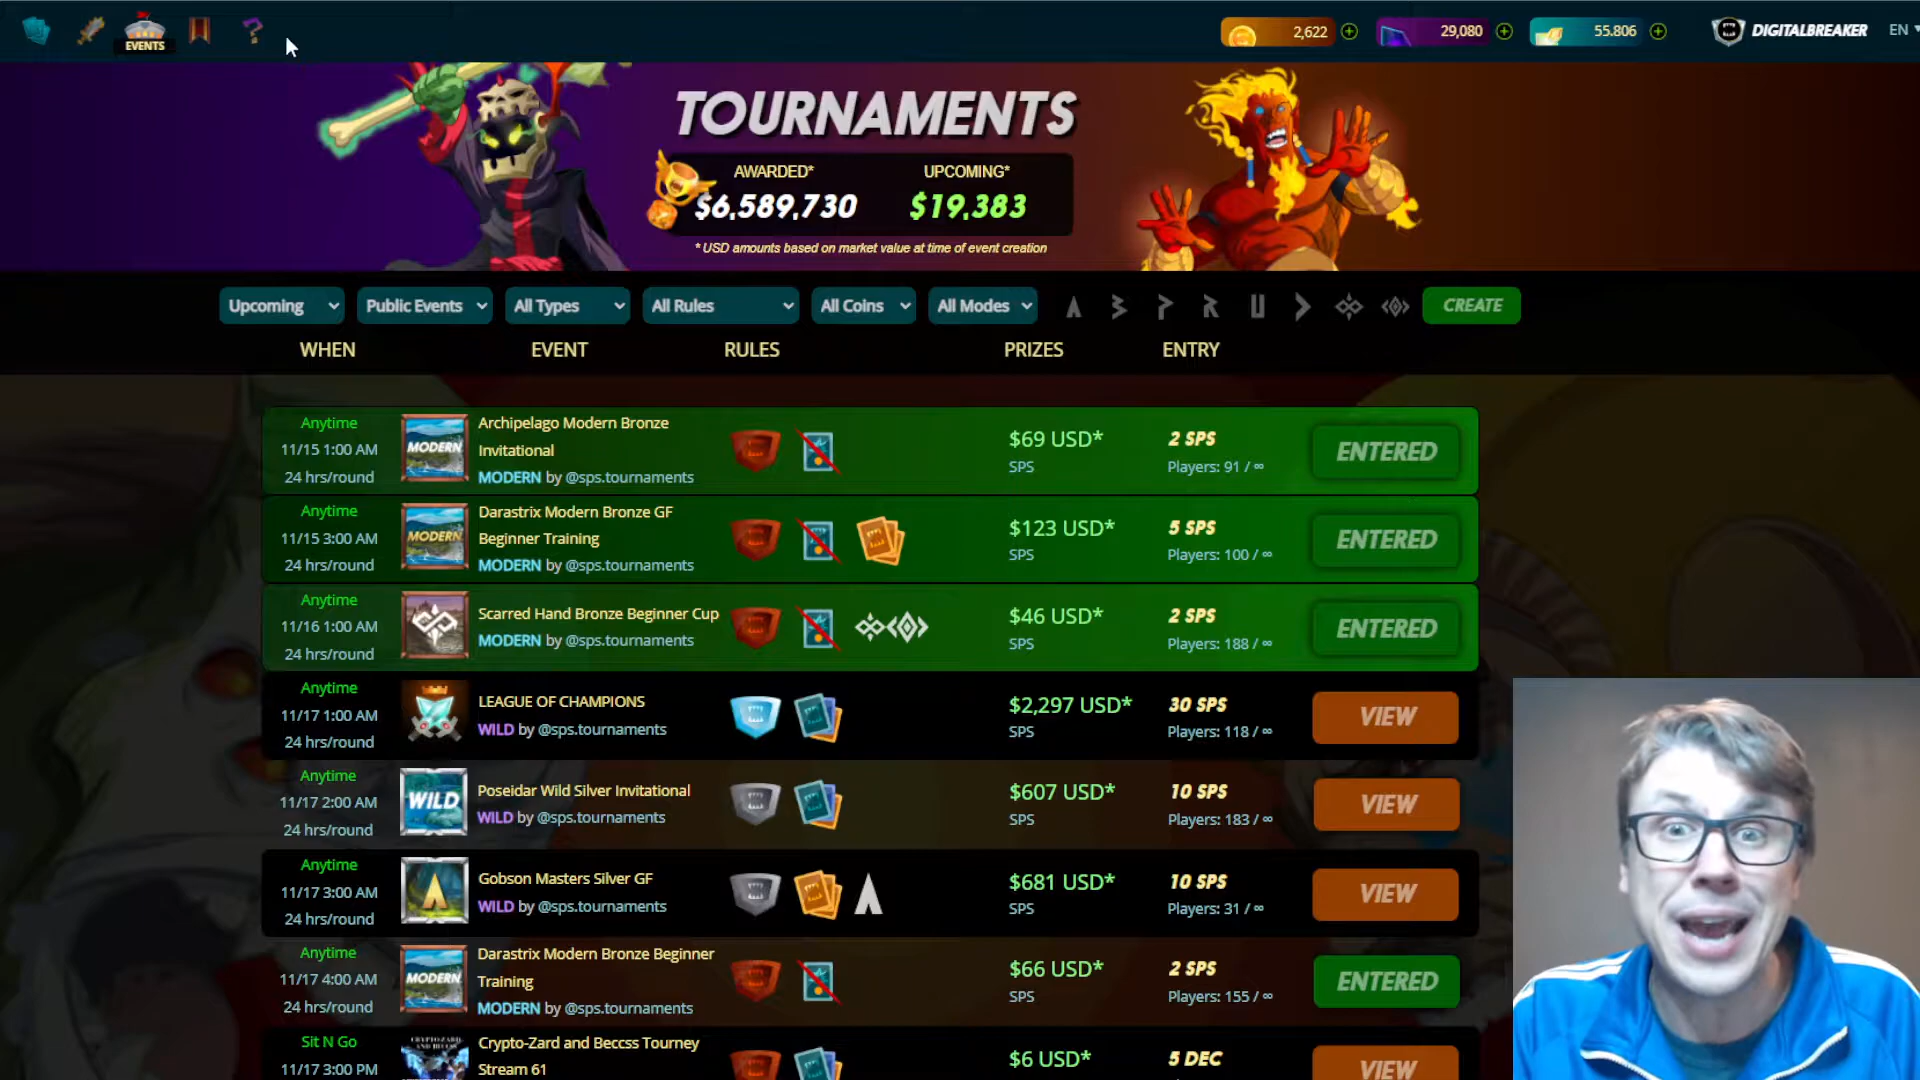 EVENTS
2,622
29,080
55.806
DIGITALBREAKER
EN
TOURNAMENTS
AWARDED*
UPCOMING*
$6,589,730
$19,383
* USD amounts based on market value at time of event creation
Upcoming
Public Events
All Types
All Rules
All Coins
All Modes
CREATE
WHEN
EVENT
RULES
PRIZES
ENTRY
Anytime
11/15 1:00 AM
24 hrs/round
MODERN
Archipelago Modern Bronze
Invitational
MODERN by @sps.tournaments
$69 USD*
SPS
2 SPS
Players: 91 / ∞
ENTERED
Anytime
11/15 3:00 AM
24 hrs/round
MODERN
Darastrix Modern Bronze GF
Beginner Training
MODERN by @sps.tournaments
$123 USD*
SPS
5 SPS
Players: 100 / ∞
ENTERED
Anytime
11/16 1:00 AM
24 hrs/round
Scarred Hand Bronze Beginner Cup
MODERN by @sps.tournaments
$46 USD*
SPS
2 SPS
Players: 188 / ∞
ENTERED
Anytime
11/17 1:00 AM
24 hrs/round
LEAGUE OF CHAMPIONS
WILD by @sps.tournaments
$2,297 USD*
SPS
30 SPS
Players: 118 / ∞
VIEW
Anytime
11/17 2:00 AM
24 hrs/round
WILD
Poseidar Wild Silver Invitational
WILD by @sps.tournaments
$607 USD*
SPS
10 SPS
Players: 183 / ∞
VIEW
Anytime
11/17 3:00 AM
24 hrs/round
Gobson Masters Silver GF
WILD by @sps.tournaments
$681 USD*
SPS
10 SPS
Players: 31 / ∞
VIEW
Anytime
11/17 4:00 AM
24 hrs/round
MODERN
Darastrix Modern Bronze Beginner
Training
MODERN by @sps.tournaments
$66 USD*
SPS
2 SPS
Players: 155 / ∞
ENTERED
Sit N Go
11/17 3:00 PM
CRYPTO-ZARD
AND BECCSS
Crypto-Zard and Beccss Tourney
Stream 61
$6 USD*
5 DEC
VIEW